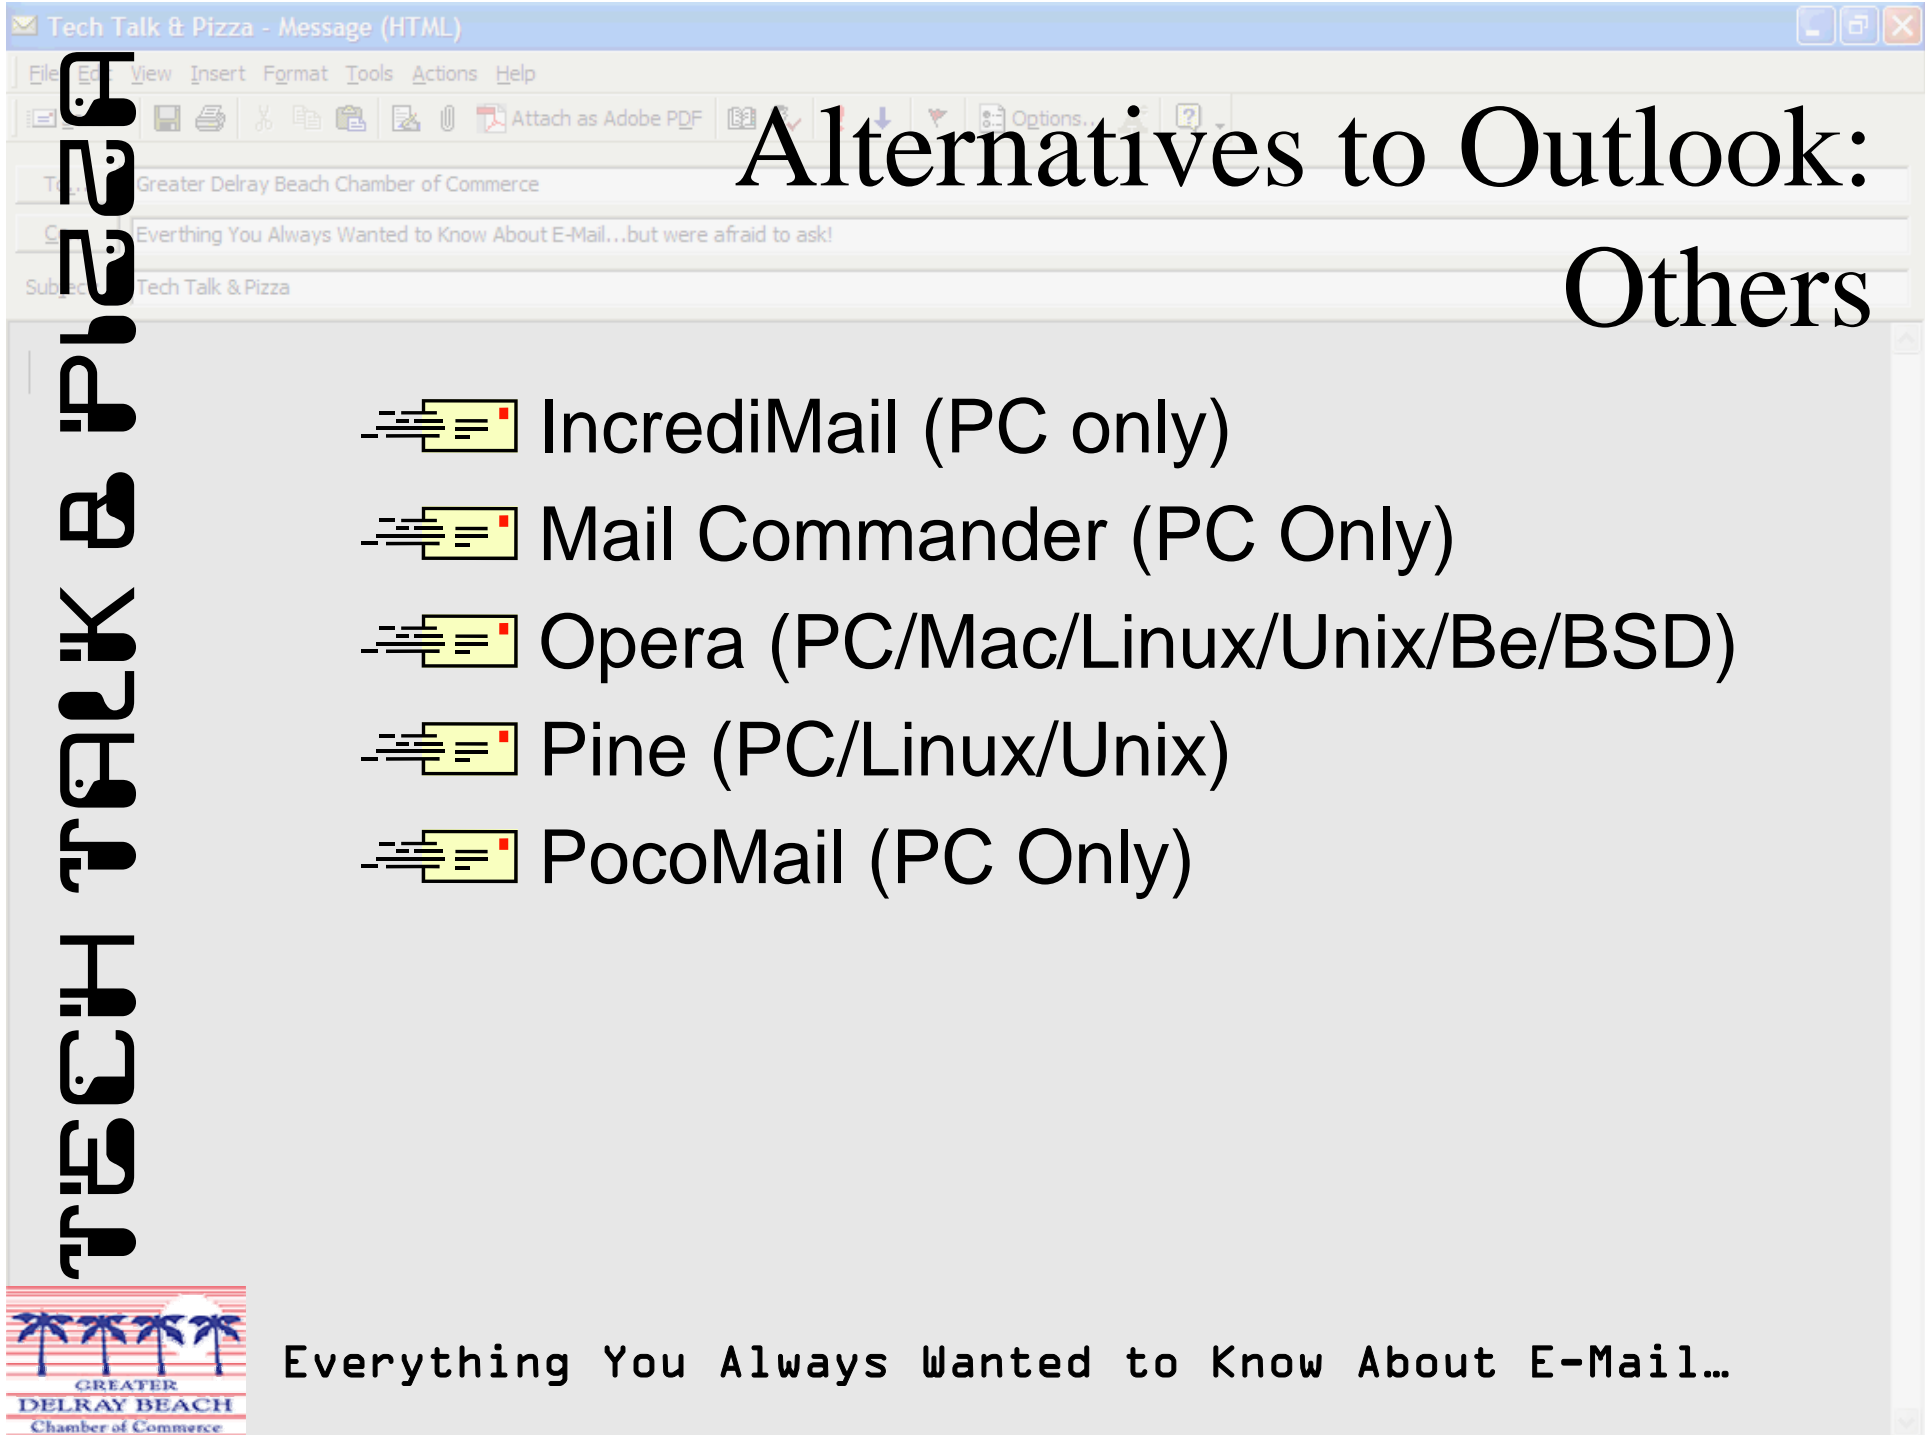 Tech Talk & Pizza - Message (HTML)
File Edit View Insert Format Tools Actions Help
Attach as Adobe PDF Options...
Alternatives to Outlook:
To... Greater Delray Beach Chamber of Commerce
Everthing You Always Wanted to Know About E-Mail...but were afraid to ask!
Others
Subject: Tech Talk & Pizza
TECH TALK & PIZZA
IncrediMail (PC only)
Mail Commander (PC Only)
Opera (PC/Mac/Linux/Unix/Be/BSD)
Pine (PC/Linux/Unix)
PocoMail (PC Only)
GREATER
DELRAY BEACH
Chamber of Commerce
Everything You Always Wanted to Know About E-Mail…